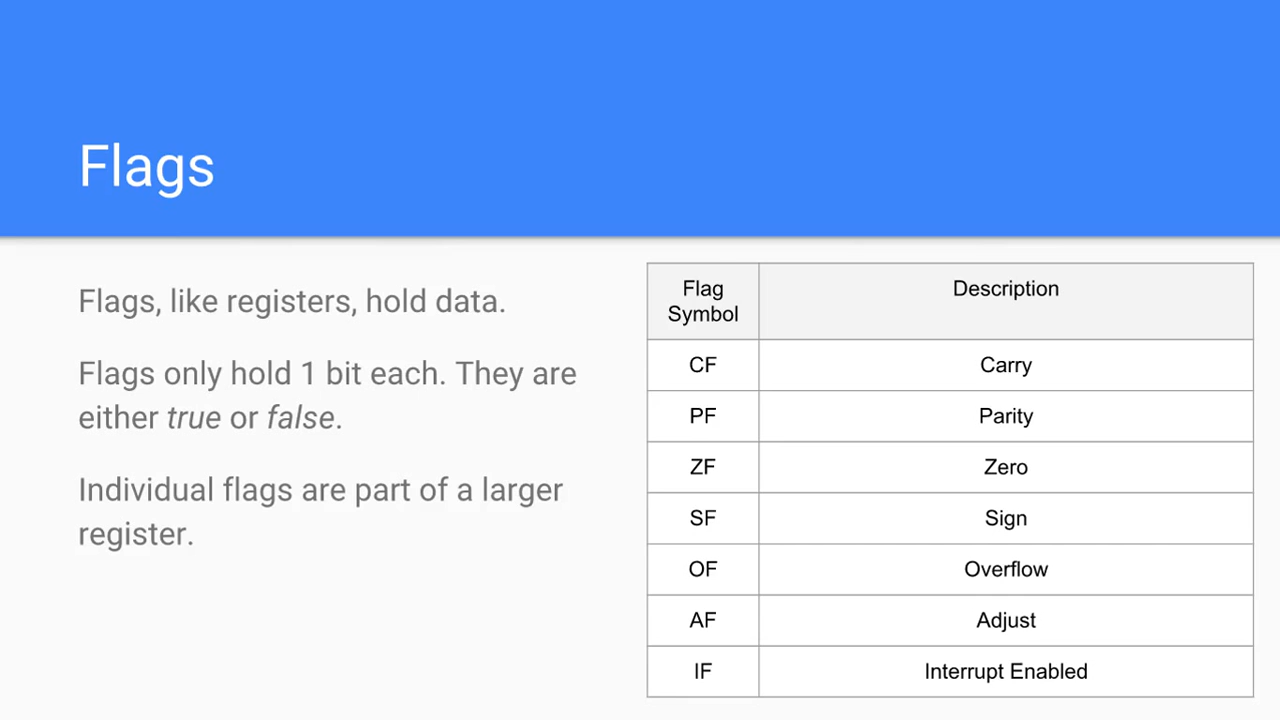 Flags
Flags, like registers, hold data.
Flags only hold 1 bit each. They are
either true or false.
Individual flags are part of a larger
register.
Flag
Symbol
Description
CF
Carry
PF
Parity
ZF
Zero
SF
Sign
OF
Overflow
AF
Adjust
IF
Interrupt Enabled